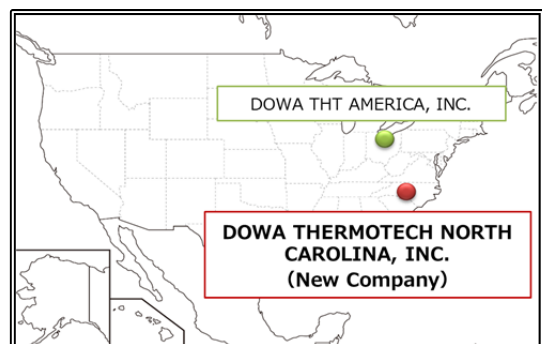 DOWA THT AMERICA, INC.
DOWA THERMOTECH NORTH
CAROLINA, INC.
(New Company)